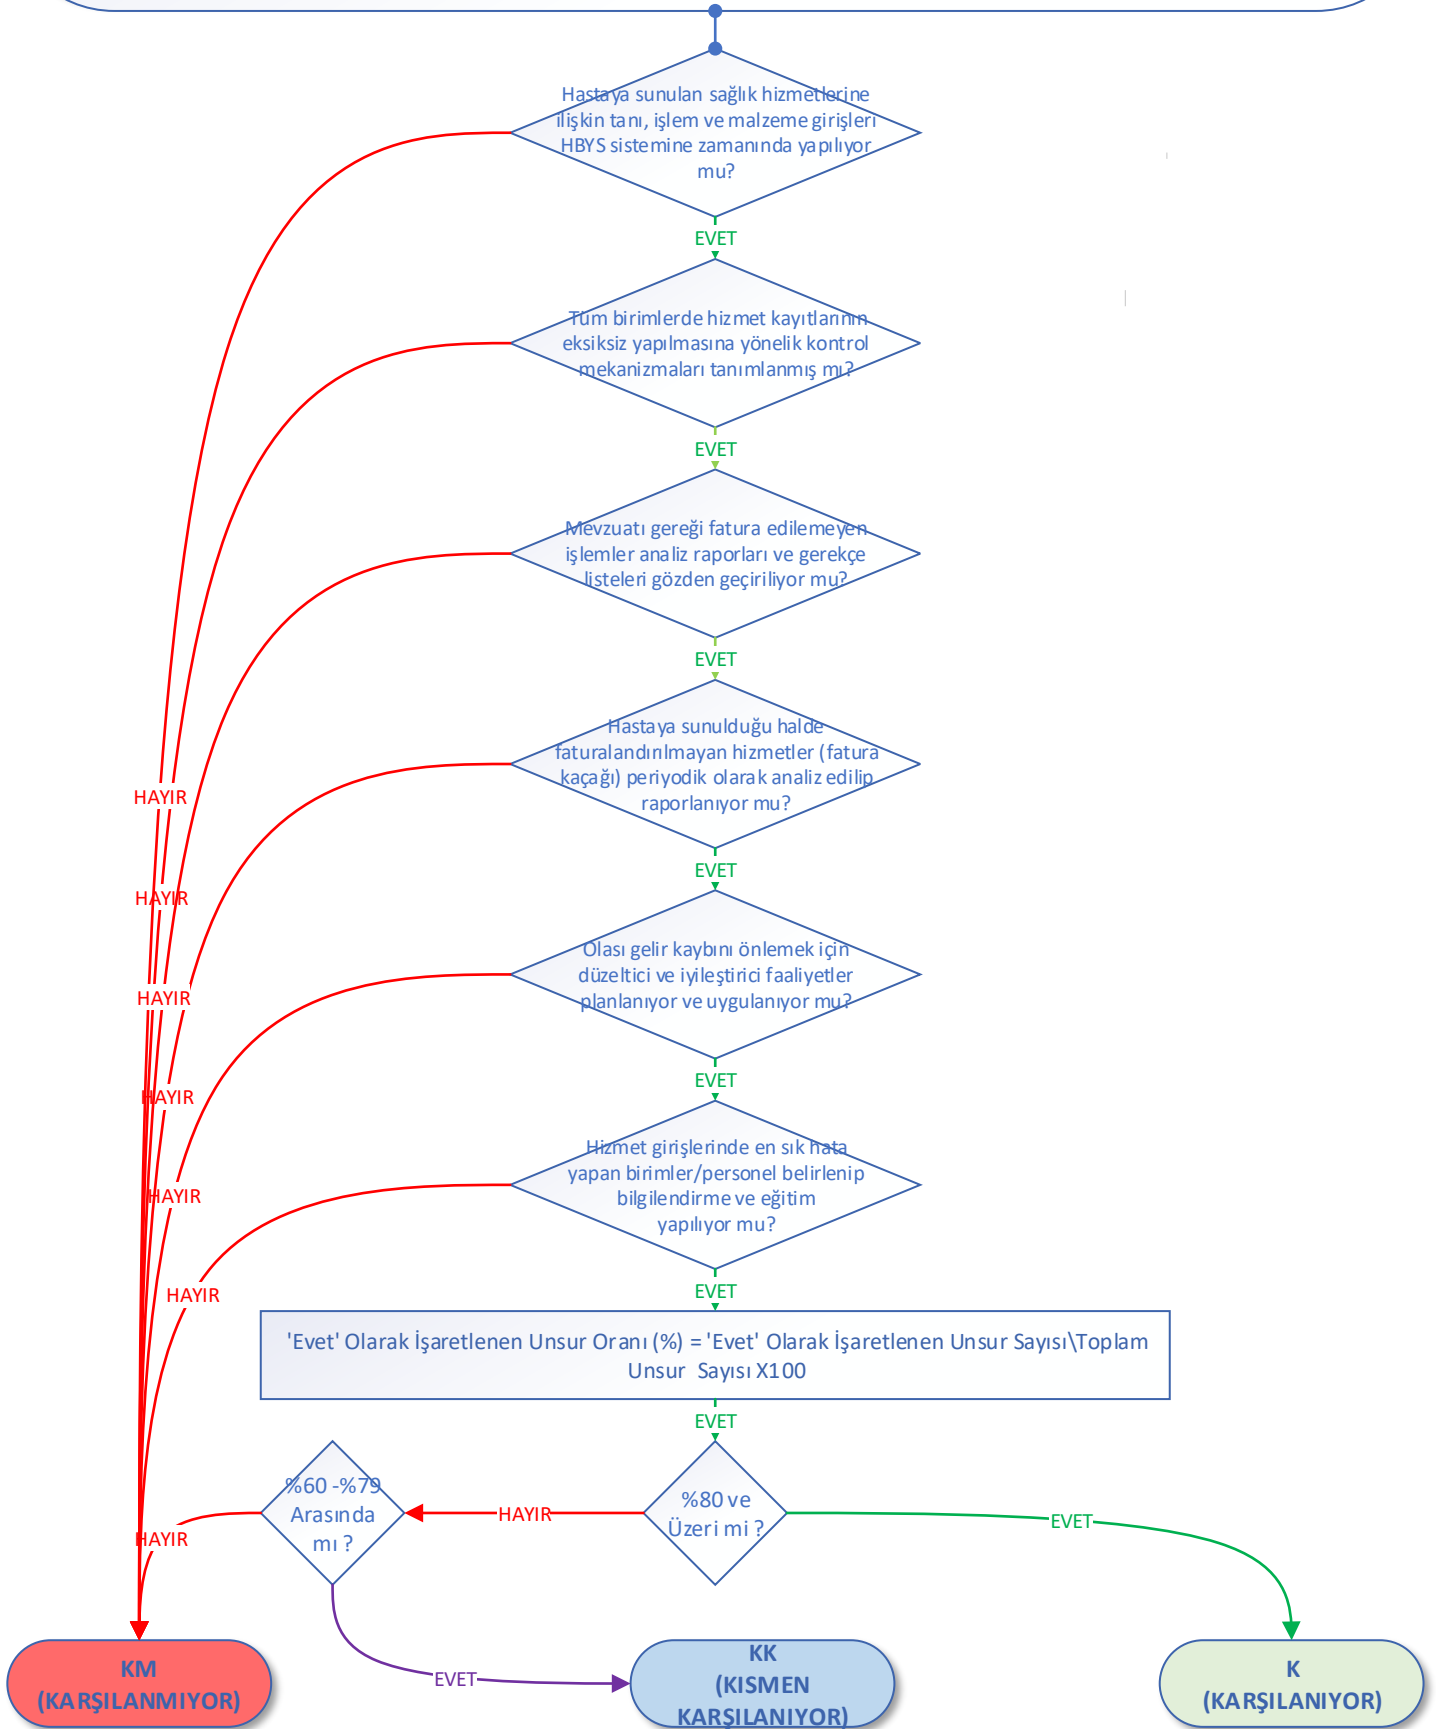 Hastaya sunulan sağlık hizmetlerine
ilişkin tanı, işlem ve malzeme girişleri
HBYS sistemine zamanında yapılıyor
mu?
EVET
Tüm birimlerde hizmet kayıtlarının
eksiksiz yapılmasına yönelik kontrol
mekanizmaları tanımlanmış mı?
EVET
Mevzuatı gereği fatura edilemeyen
işlemler analiz raporları ve gerekçe
listeleri gözden geçiriliyor mu?
EVET
Hastaya sunulduğu halde
faturalandırılmayan hizmetler (fatura
kaçağı) periyodik olarak analiz edilip
raporlanıyor mu?
HAYIR
EVET
HAYIR
Olası gelir kaybını önlemek için
düzeltici ve iyileştirici faaliyetler
planlanıyor ve uygulanıyor mu?
HAYIR
EVET
HAYIR
Hizmet girişlerinde en sık hata
yapan birimler/personel belirlenip
bilgilendirme ve eğitim
yapılıyor mu?
HAYIR
EVET
HAYIR
'Evet' Olarak İşaretlenen Unsur Oranı (%) = 'Evet' Olarak İşaretlenen Unsur Sayısı\Toplam
Unsur Sayısı X100
EVET
%60 -%79
Arasında
mı ?
HAYIR
%80 ve
Üzeri mi ?
EVET
HAYIR
EVET
KM
(KARŞILANMIYOR)
KK
(KISMEN
KARŞILANIYOR)
K
(KARŞILANIYOR)